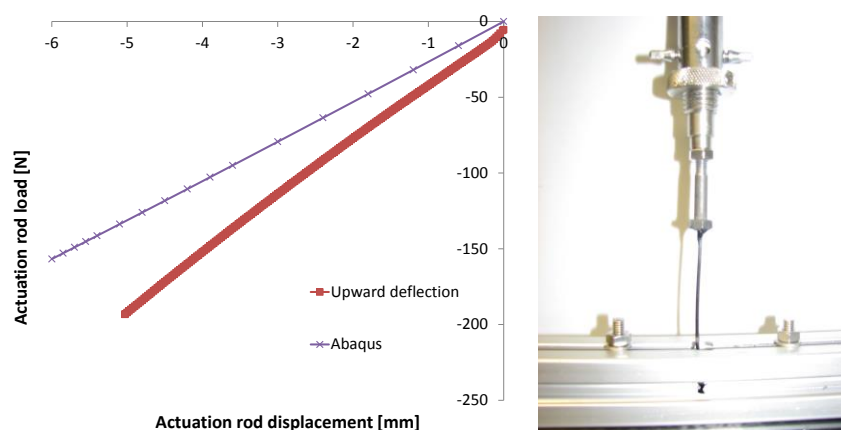 0
-6 -5 -4 -3 -2 -1 0
-50
-100
-150
-200
-250
Actuation rod load [N]
Upward deflection
Abaqus
Actuation rod displacement [mm]